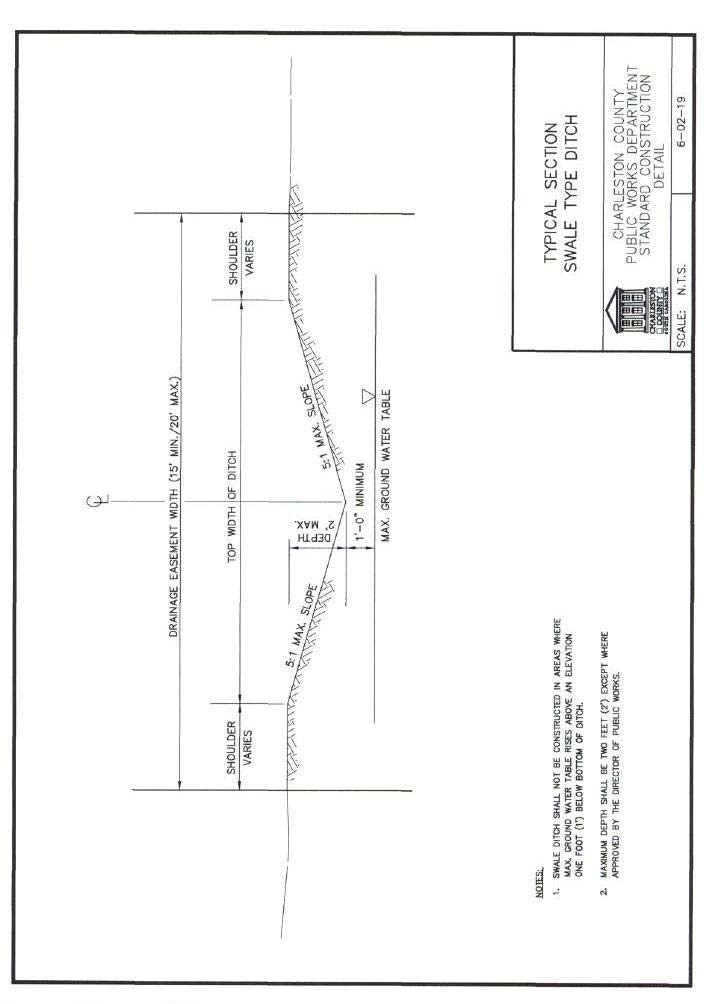 ℄
DRAINAGE EASEMENT WIDTH (15' MIN./20' MAX.)
SHOULDER
VARIES
TOP WIDTH OF DITCH
SHOULDER
VARIES
5:1 MAX. SLOPE
DEPTH
2' MAX.
5:1 MAX. SLOPE
1'-0" MINIMUM
MAX. GROUND WATER TABLE
NOTES:
1. SWALE DITCH SHALL NOT BE CONSTRUCTED IN AREAS WHERE
MAX. GROUND WATER TABLE RISES ABOVE AN ELEVATION
ONE FOOT (1') BELOW BOTTOM OF DITCH.
2. MAXIMUM DEPTH SHALL BE TWO FEET (2') EXCEPT WHERE
APPROVED BY THE DIRECTOR OF PUBLIC WORKS.
TYPICAL SECTION
SWALE TYPE DITCH
CHARLESTON
COUNTY
SOUTH CAROLINA
CHARLESTON COUNTY
PUBLIC WORKS DEPARTMENT
STANDARD CONSTRUCTION
DETAIL
SCALE: N.T.S.
6-02-19